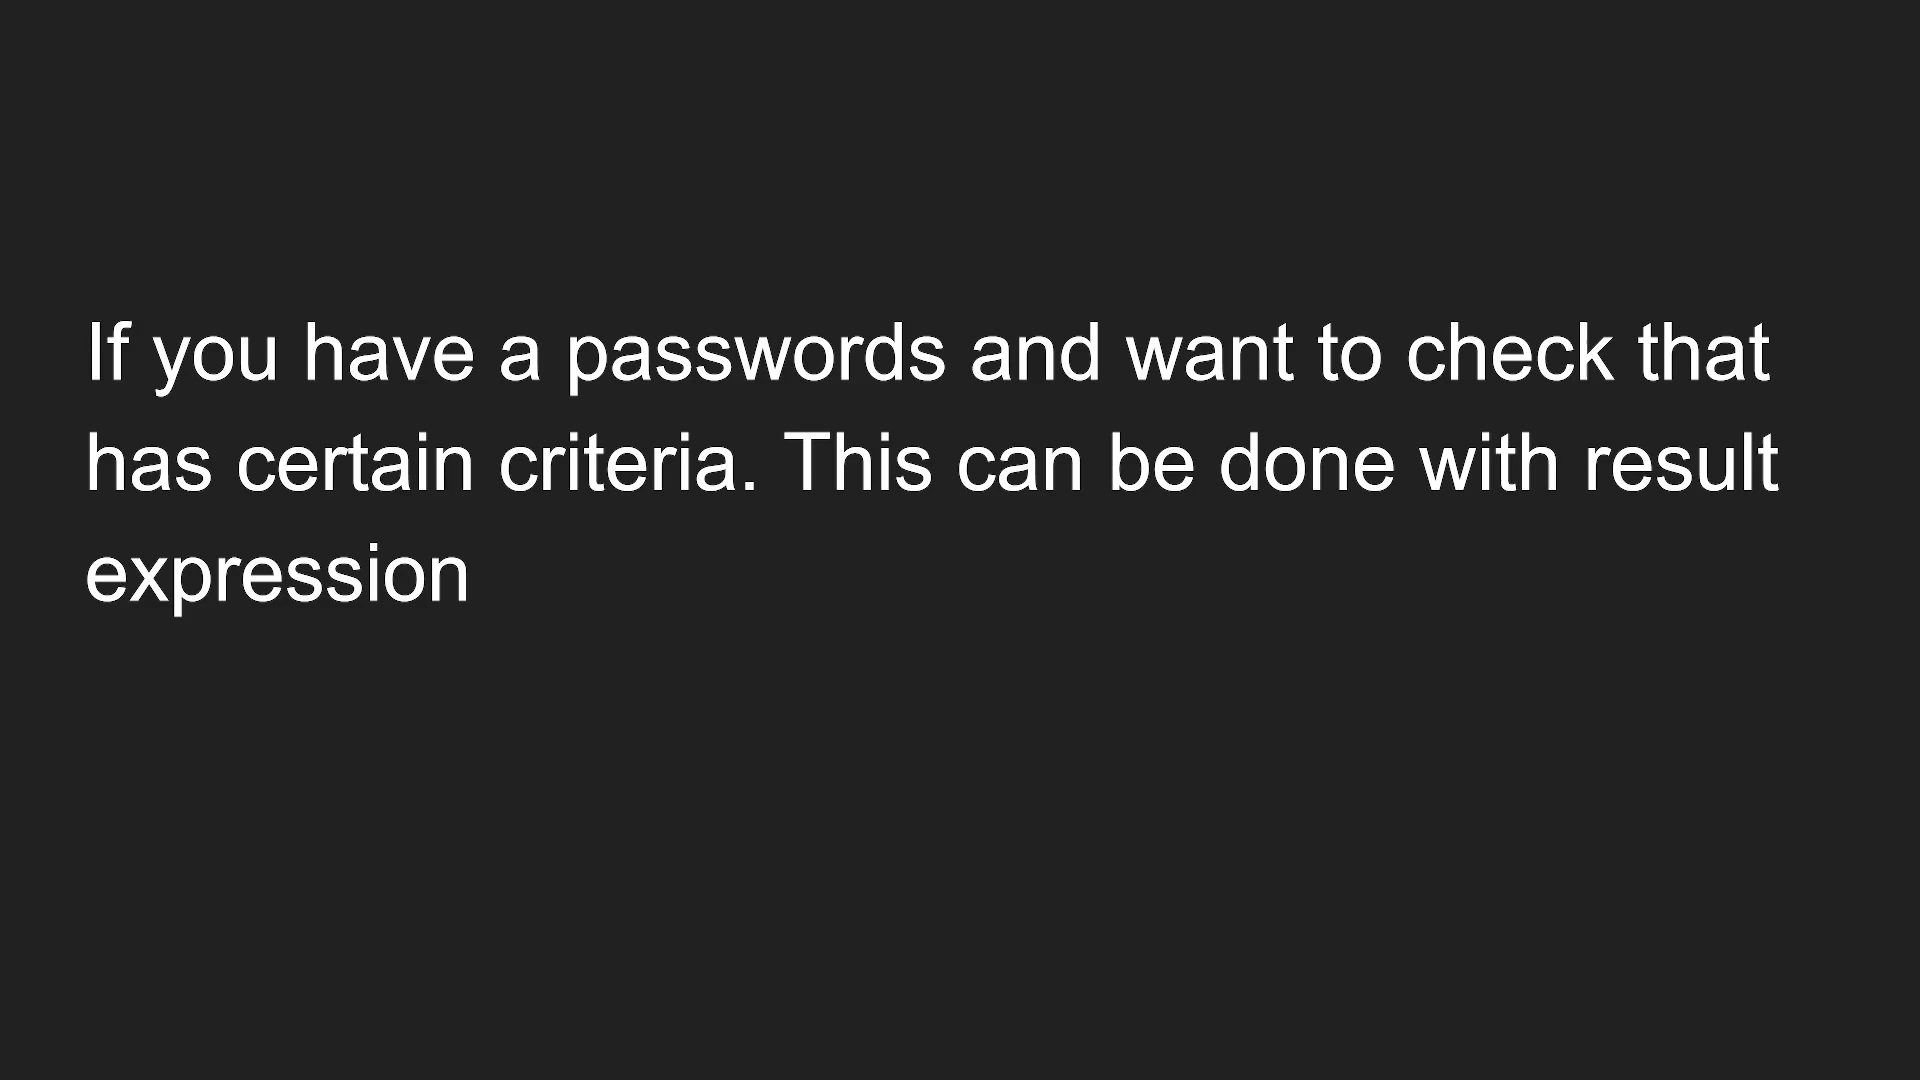 If you have a passwords and want to check that
has certain criteria. This can be done with result
expression